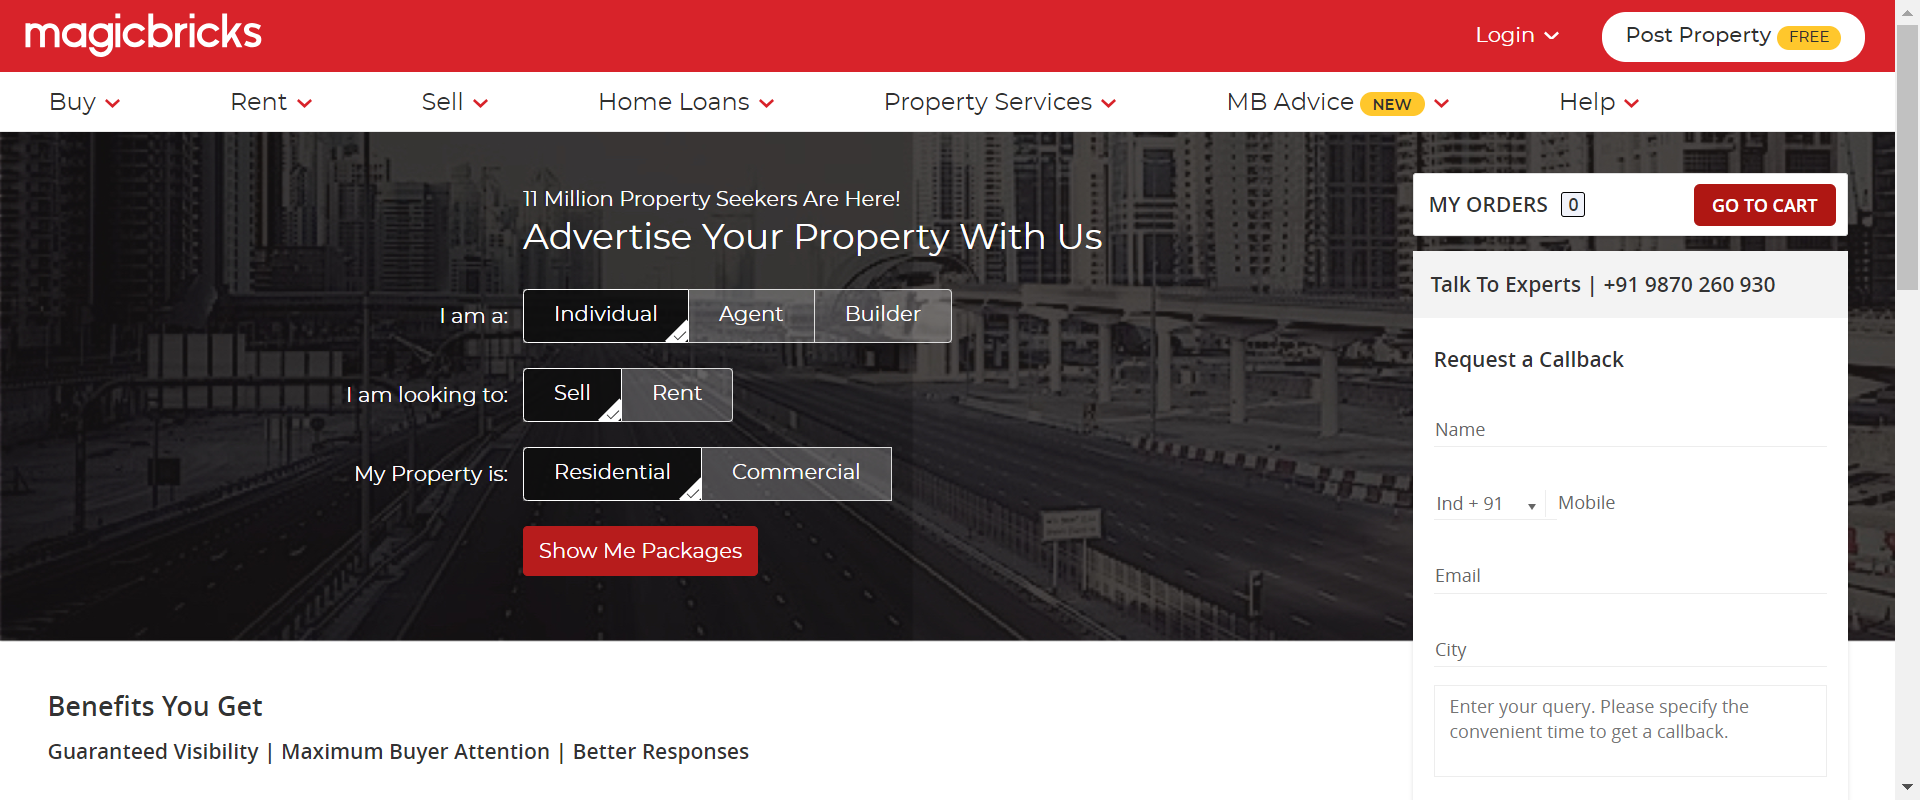 magicbricks
Login
Post Property FREE
Buy
Rent
Sell
Home Loans
Property Services
MB Advice NEW
Help
11 Million Property Seekers Are Here!
Advertise Your Property With Us
I am a:
Individual
Agent
Builder
I am looking to:
Sell
Rent
My Property is:
Residential
Commercial
Show Me Packages
MY ORDERS 0
GO TO CART
Talk To Experts | +91 9870 260 930
Request a Callback
Name
Ind + 91
Mobile
Email
City
Enter your query. Please specify the
convenient time to get a callback.
Benefits You Get
Guaranteed Visibility | Maximum Buyer Attention | Better Responses